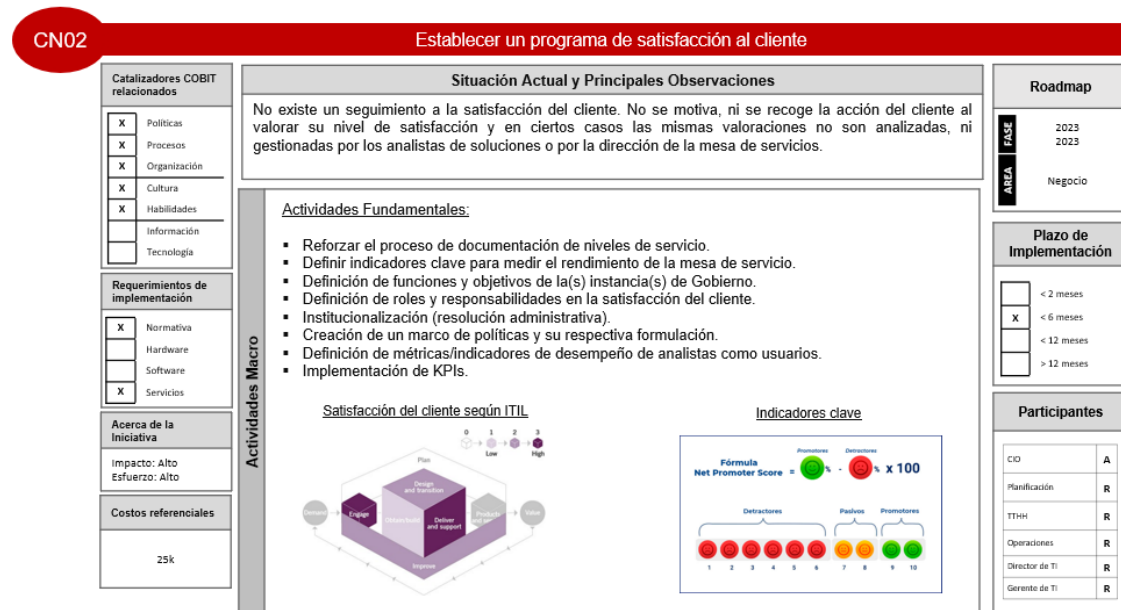 CN02
Establecer un programa de satisfacción al cliente
Catalizadores COBIT
relacionados
X Políticas
X Procesos
X Organización
X Cultura
X Habilidades
Información
Tecnología
Requerimientos de
implementación
X Normativa
Hardware
Software
X Servicios
Acerca de la
Iniciativa
Impacto: Alto
Esfuerzo: Alto
Costos referenciales
25k
Situación Actual y Principales Observaciones
No existe un seguimiento a la satisfacción del cliente. No se motiva, ni se recoge la acción del cliente al
valorar su nivel de satisfacción y en ciertos casos las mismas valoraciones no son analizadas, ni
gestionadas por los analistas de soluciones o por la dirección de la mesa de servicios.
Actividades Macro
Actividades Fundamentales:
▪ Reforzar el proceso de documentación de niveles de servicio.
▪ Definir indicadores clave para medir el rendimiento de la mesa de servicio.
▪ Definición de funciones y objetivos de la(s) instancia(s) de Gobierno.
▪ Definición de roles y responsabilidades en la satisfacción del cliente.
▪ Institucionalización (resolución administrativa).
▪ Creación de un marco de políticas y su respectiva formulación.
▪ Definición de métricas/indicadores de desempeño de analistas como usuarios.
▪ Implementación de KPIs.
Satisfacción del cliente según ITIL
0 1 2 3
Low High
Plan
Design
and transition
Demand
Engage
Obtain/build
Deliver
and support
Products
Value
Improve
Indicadores clave
Promotores Detractores
Fórmula
Net Promoter Score = % - % x 100
Detractores Pasivos Promotores
1 2 3 4 5 6 7 8 9 10
Roadmap
FASE
2023
2023
AREA
Negocio
Plazo de
Implementación
< 2 meses
X < 6 meses
< 12 meses
> 12 meses
Participantes
CIO A
Planificación R
TTHH R
Operaciones R
Director de TI R
Gerente de TI R